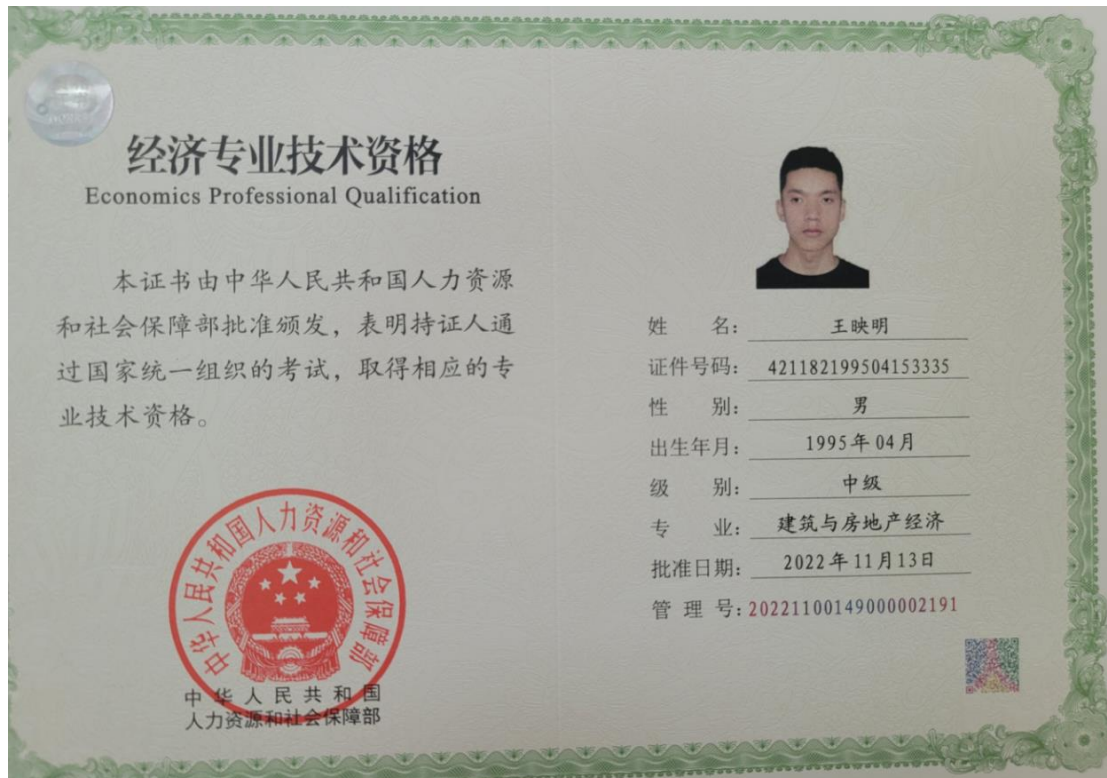 经济专业技术资格
Economics Professional Qualification
本证书由中华人民共和国人力资源
和社会保障部批准颁发，表明持证人通
过国家统一组织的考试，取得相应的专
业技术资格。
中华人民共和国人力资源和社会保障部
中华人民共和国
人力资源和社会保障部
姓 名：王映明
证件号码：421182199504153335
性 别：男
出生年月：1995年04月
级 别：中级
专 业：建筑与房地产经济
批准日期：2022年11月13日
管 理 号：20221100149000002191